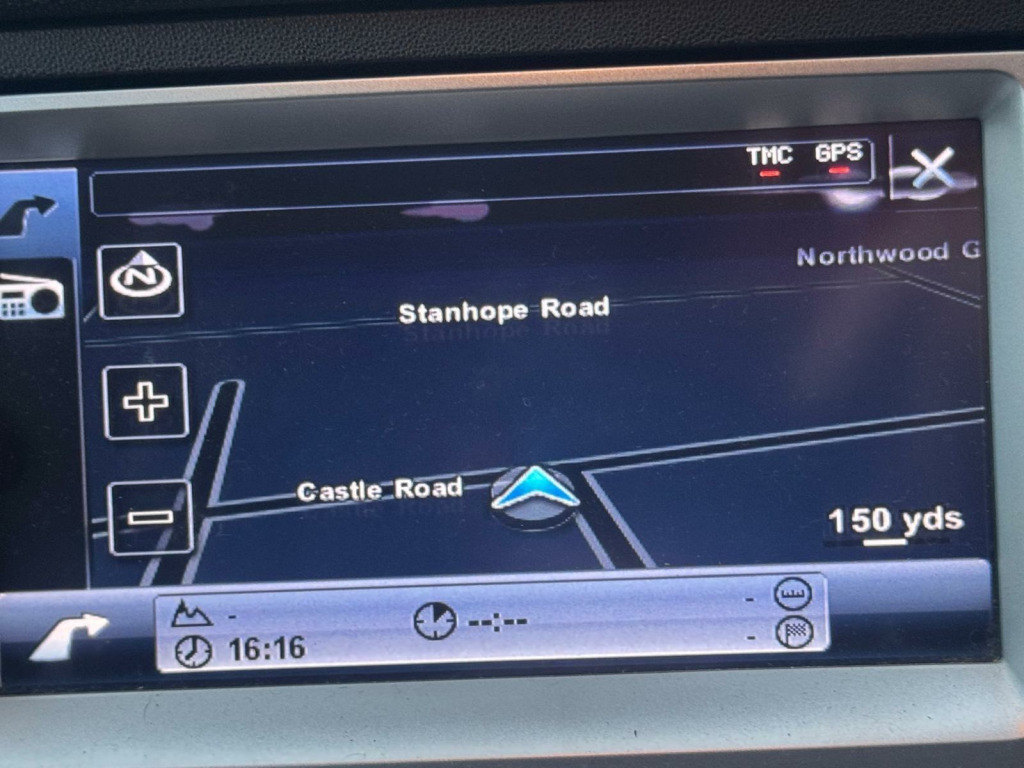 TMC GPS
Northwood G
N
Stanhope Road
Castle Road
150 yds
-
--:--
-
16:16
-